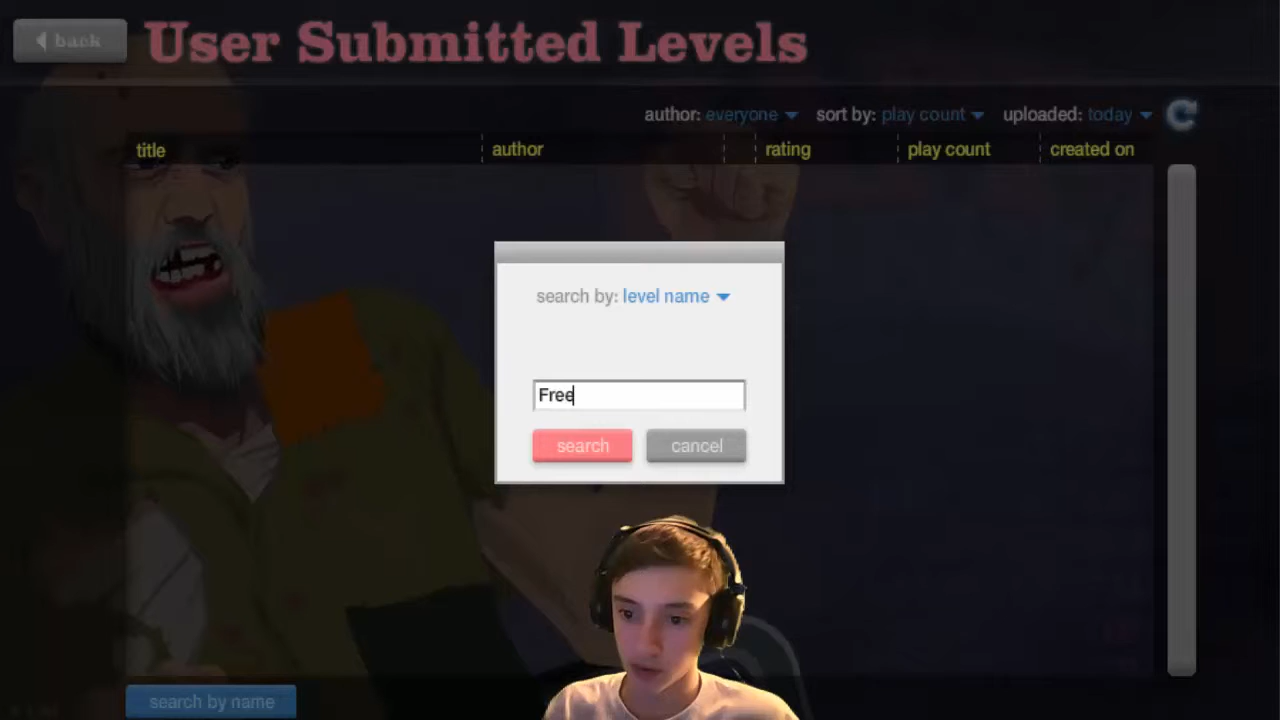 back
User Submitted Levels
author: everyone sort by: play count uploaded: today
title author rating play count created on
search by: level name
Free
search cancel
search by name